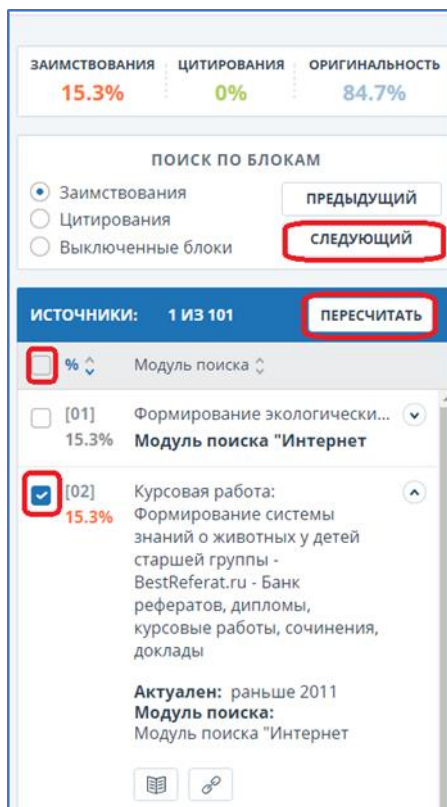 ЗАИМСТВОВАНИЯ ЦИТИРОВАНИЯ ОРИГИНАЛЬНОСТЬ
15.3% 0% 84.7%
ПОИСК ПО БЛОКАМ
Заимствования
ПРЕДЫДУЩИЙ
Цитирования
СЛЕДУЮЩИЙ
Выключенные блоки
ИСТОЧНИКИ: 1 ИЗ 101 ПЕРЕСЧИТАТЬ
% Модуль поиска
[01] Формирование экологически...
15.3% Модуль поиска "Интернет
[02] Курсовая работа:
15.3% Формирование системы
знаний о животных у детей
старшей группы -
BestReferat.ru - Банк
рефератов, дипломы,
курсовые работы, сочинения,
доклады
Актуален: раньше 2011
Модуль поиска:
Модуль поиска "Интернет